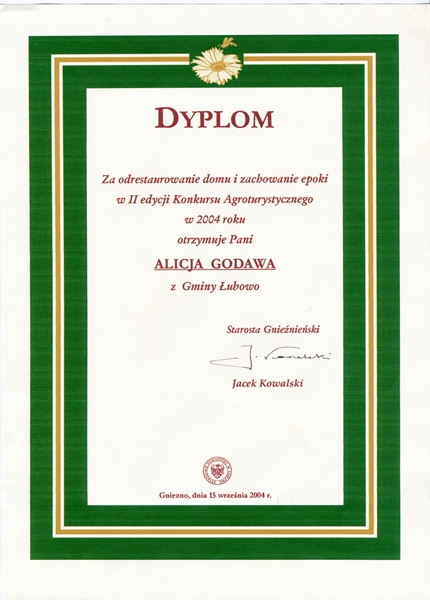 DYPLOM
Za odrestaurowanie domu i zachowanie epoki
w II edycji Konkursu Agroturystycznego
w 2004 roku
otrzymuje Pani
ALICJA GODAWA
z Gminy Łubowo
Starosta Gnieźnieński
J. Kowalski
Jacek Kowalski
Gniezno, dnia 15 września 2004 r.